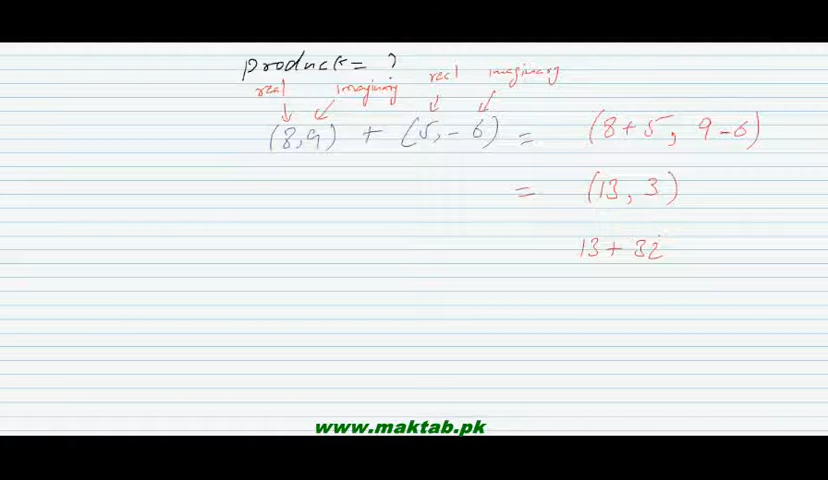 Product = ?
real imaginary real imaginary
(8,9) + (5,-6) = (8+5, 9-6)
= (13, 3)
13 + 3i
www.maktab.pk